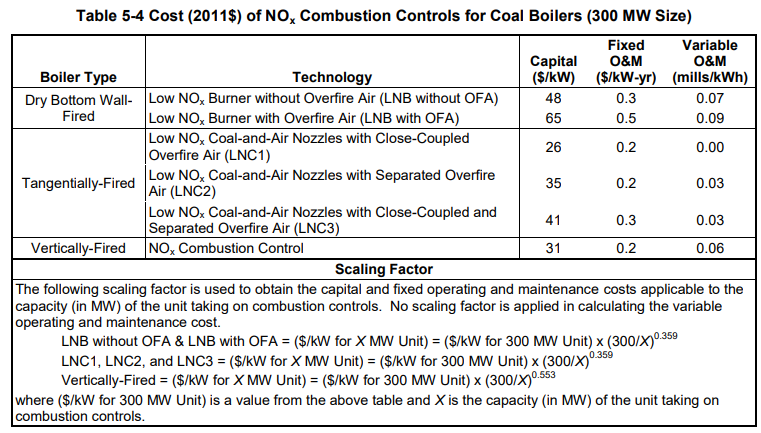 Table 5-4 Cost (2011$) of NOx Combustion Controls for Coal Boilers (300 MW Size)
Boiler Type Technology Capital ($/kW) Fixed O&M ($/kW-yr) Variable O&M (mills/kWh)
Dry Bottom Wall-Fired
Low NOx Burner without Overfire Air (LNB without OFA) 48 0.3 0.07
Low NOx Burner with Overfire Air (LNB with OFA) 65 0.5 0.09
Tangentially-Fired
Low NOx Coal-and-Air Nozzles with Close-Coupled
Overfire Air (LNC1) 26 0.2 0.00
Low NOx Coal-and-Air Nozzles with Separated Overfire
Air (LNC2) 35 0.2 0.03
Low NOx Coal-and-Air Nozzles with Close-Coupled and
Separated Overfire Air (LNC3) 41 0.3 0.03
Vertically-Fired NOx Combustion Control 31 0.2 0.06
Scaling Factor
The following scaling factor is used to obtain the capital and fixed operating and maintenance costs applicable to the
capacity (in MW) of the unit taking on combustion controls. No scaling factor is applied in calculating the variable
operating and maintenance cost.
LNB without OFA & LNB with OFA = ($/kW for X MW Unit) = ($/kW for 300 MW Unit) x (300/X)^0.359
LNC1, LNC2, and LNC3 = ($/kW for X MW Unit) = ($/kW for 300 MW Unit) x (300/X)^0.359
Vertically-Fired = ($/kW for X MW Unit) = ($/kW for 300 MW Unit) x (300/X)^0.553
where ($/kW for 300 MW Unit) is a value from the above table and X is the capacity (in MW) of the unit taking on
combustion controls.